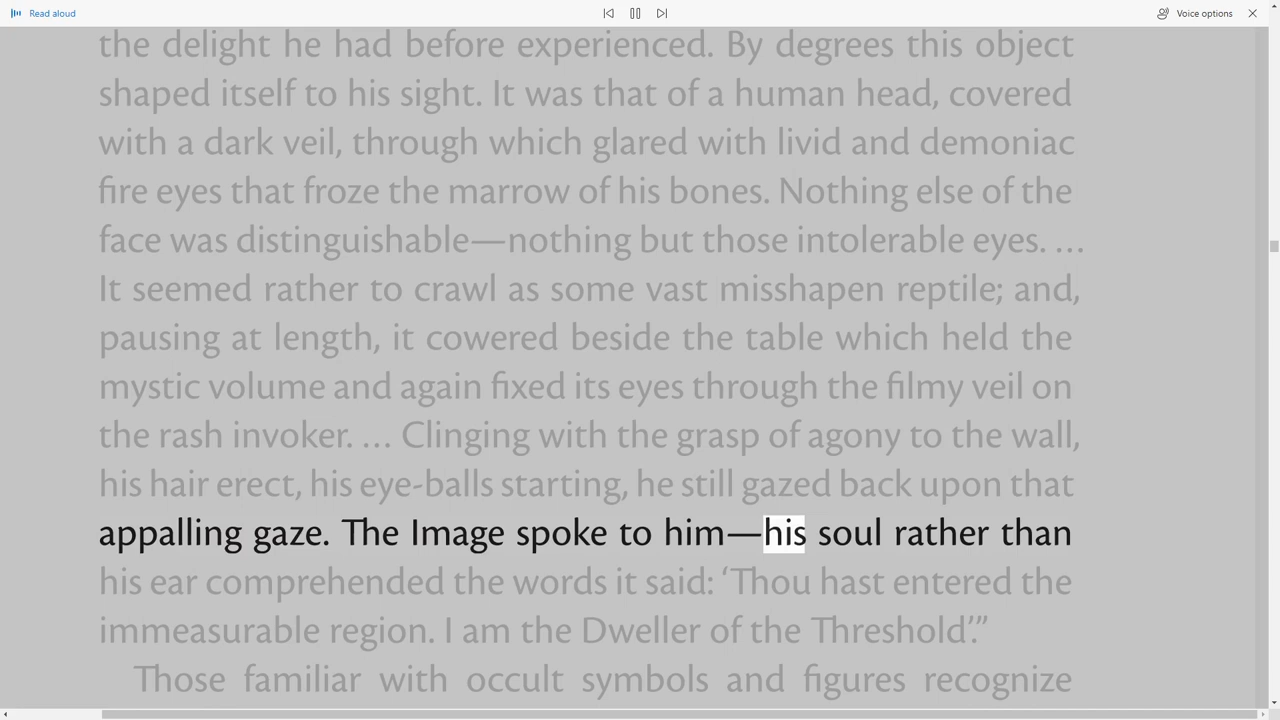 Read aloud
Voice options
the delight he had before experienced. By degrees this object
shaped itself to his sight. It was that of a human head, covered
with a dark veil, through which glared with livid and demoniac
fire eyes that froze the marrow of his bones. Nothing else of the
face was distinguishable—nothing but those intolerable eyes. …
It seemed rather to crawl as some vast misshapen reptile; and,
pausing at length, it cowered beside the table which held the
mystic volume and again fixed its eyes through the filmy veil on
the rash invoker. … Clinging with the grasp of agony to the wall,
his hair erect, his eye-balls starting, he still gazed back upon that
appalling gaze. The Image spoke to him—his soul rather than
his ear comprehended the words it said: ‘Thou hast entered the
immeasurable region. I am the Dweller of the Threshold’.”
Those familiar with occult symbols and figures recognize